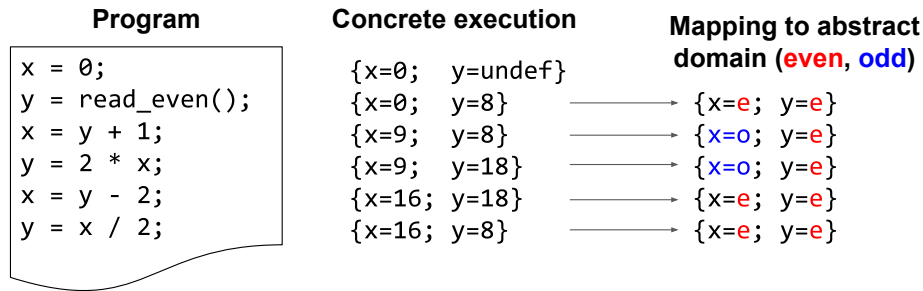 Program
x = 0;
y = read_even();
x = y + 1;
y = 2 * x;
x = y - 2;
y = x / 2;
Concrete execution
{x=0; y=undef}
{x=0; y=8}
{x=9; y=8}
{x=9; y=18}
{x=16; y=18}
{x=16; y=8}
Mapping to abstract
domain (even, odd)
{x=e; y=e}
{x=o; y=e}
{x=o; y=e}
{x=e; y=e}
{x=e; y=e}